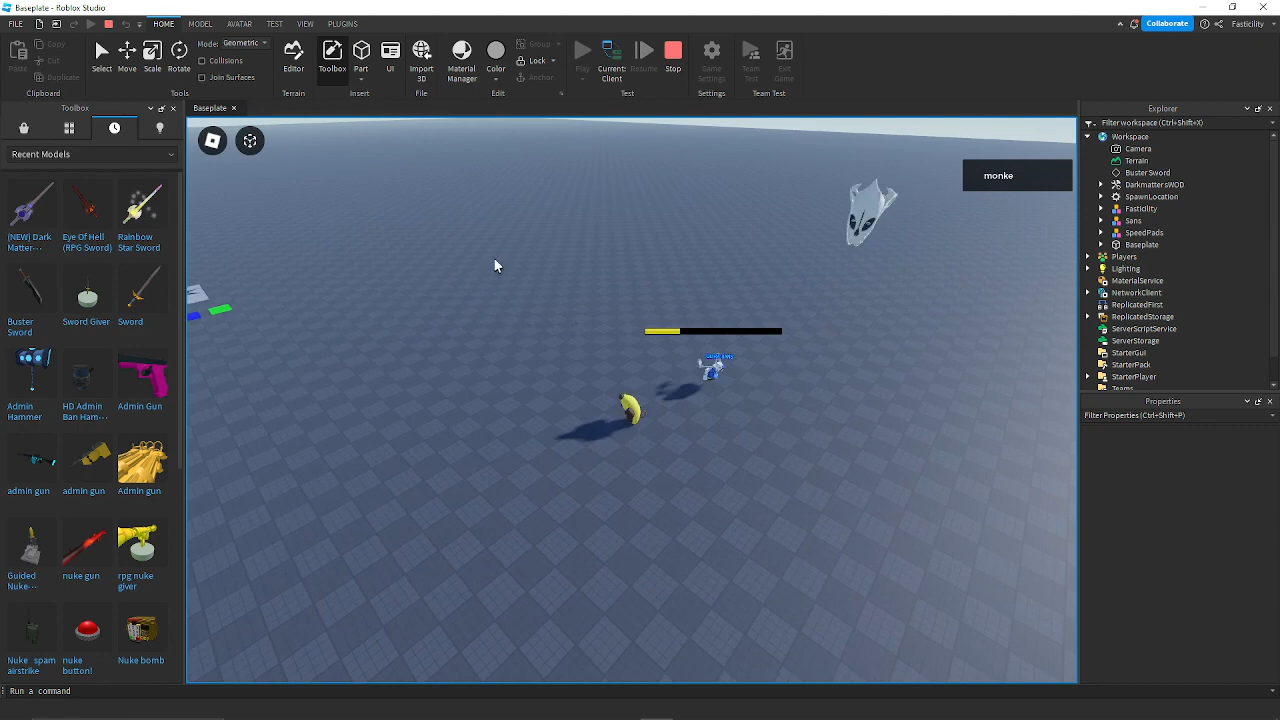 Baseplate - Roblox Studio
FILE HOME MODEL AVATAR TEST VIEW PLUGINS Collaborate Fasticility
Paste Copy Cut Duplicate Select Move Scale Rotate Mode: Geometric Collisions Join Surfaces Editor Toolbox Part UI Import 3D Material Manager Color Group Lock Anchor Play Current: Client Resume Stop Game Settings Team Test Exit Game
Clipboard Tools Terrain Insert File Edit Test Settings Team Test
Toolbox
Baseplate
Recent Models
(NEW) Dark Matter···
Eye Of Hell (RPG Sword)
Rainbow Star Sword
Buster Sword
Sword Giver
Sword
Admin Hammer
HD Admin Ban Ham···
Admin Gun
admin gun
admin gun
Admin gun
Guided Nuke···
nuke gun
rpg nuke giver
Nuke spam airstrike
nuke button!
Nuke bomb
monke
Explorer
Filter workspace (Ctrl+Shift+X)
Workspace
Camera
Terrain
Buster Sword
DarkmattersWOD
SpawnLocation
Fasticility
Sans
SpeedPads
Baseplate
Players
Lighting
MaterialService
NetworkClient
ReplicatedFirst
ReplicatedStorage
ServerScriptService
ServerStorage
StarterGui
StarterPack
StarterPlayer
Teams
Properties
Filter Properties (Ctrl+Shift+P)
Run a command